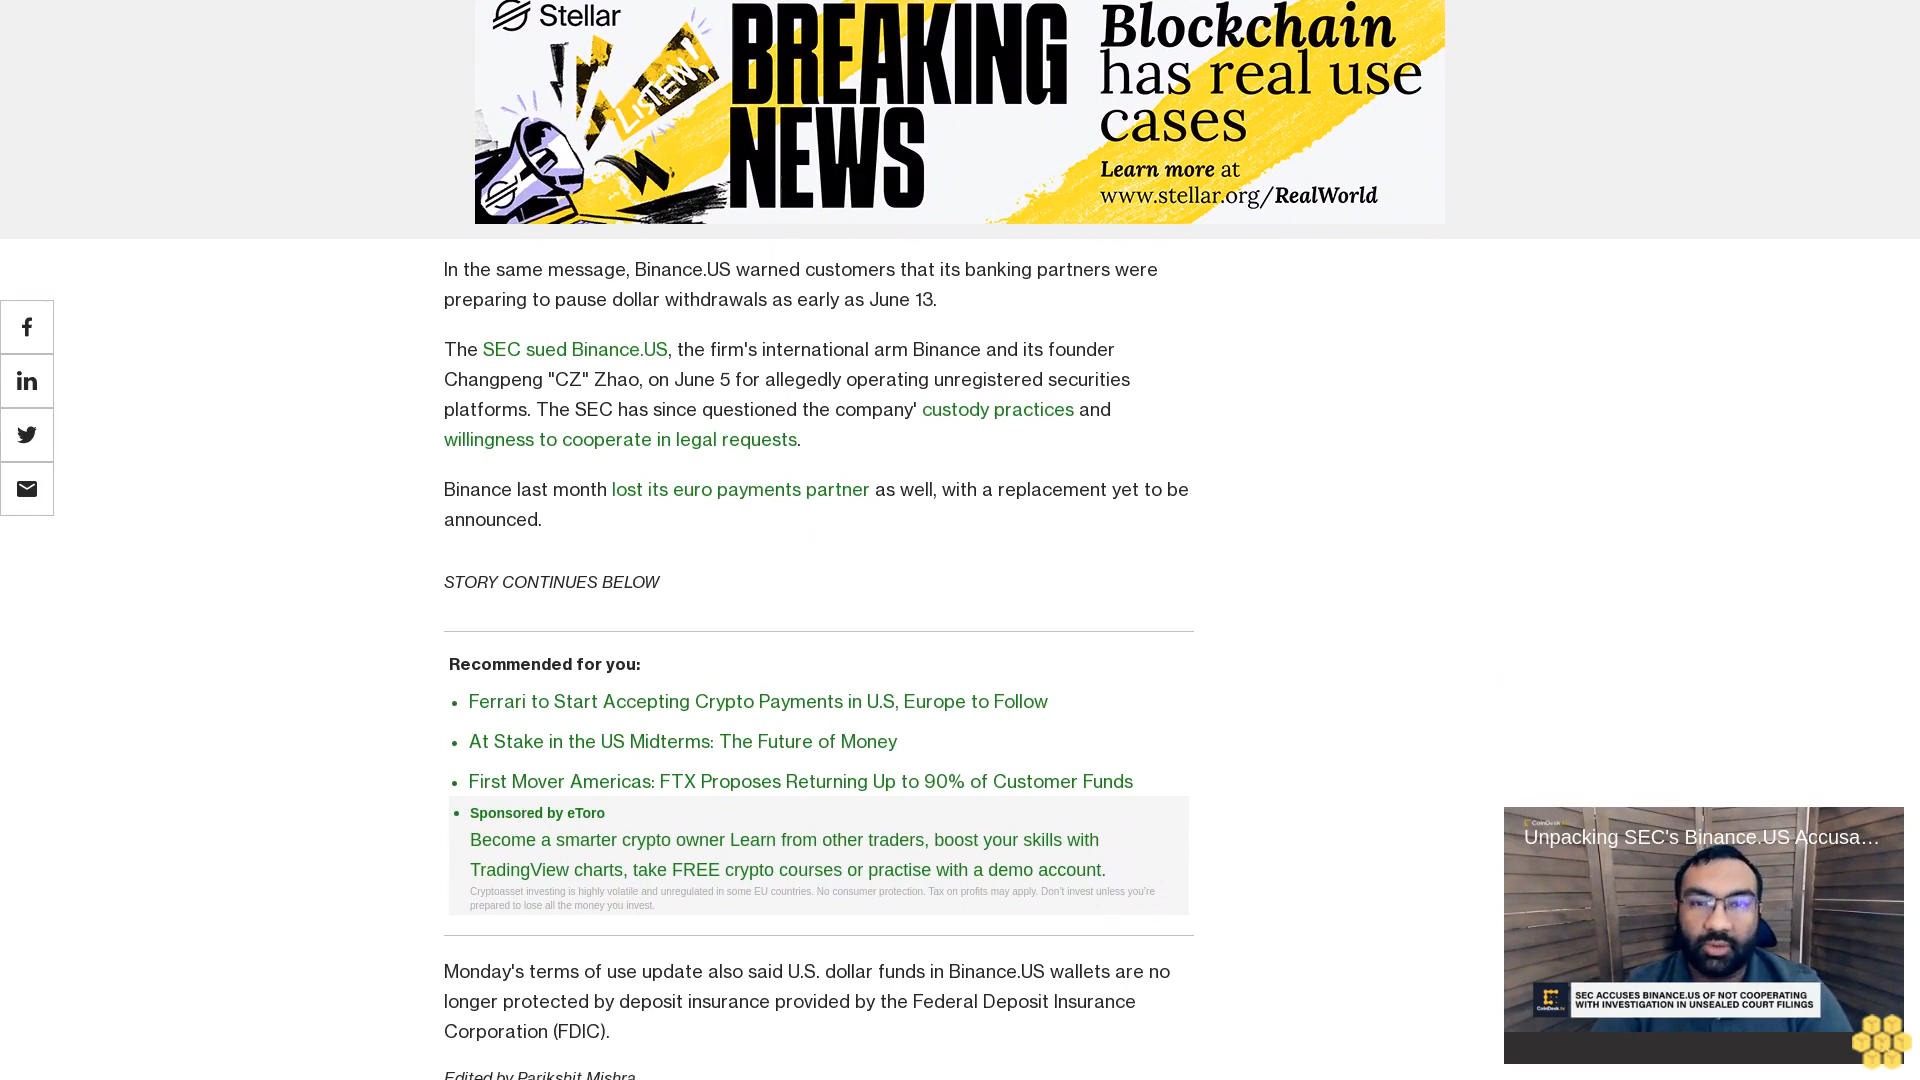 Stellar
LISTEN!
BREAKING
NEWS
Blockchain
has real use
cases
Learn more at
www.stellar.org/RealWorld
In the same message, Binance.US warned customers that its banking partners were
preparing to pause dollar withdrawals as early as June 13.
The SEC sued Binance.US, the firm's international arm Binance and its founder
Changpeng "CZ" Zhao, on June 5 for allegedly operating unregistered securities
platforms. The SEC has since questioned the company' custody practices and
willingness to cooperate in legal requests.
Binance last month lost its euro payments partner as well, with a replacement yet to be
announced.
STORY CONTINUES BELOW
Recommended for you:
• Ferrari to Start Accepting Crypto Payments in U.S, Europe to Follow
• At Stake in the US Midterms: The Future of Money
• First Mover Americas: FTX Proposes Returning Up to 90% of Customer Funds
• Sponsored by eToro
Become a smarter crypto owner Learn from other traders, boost your skills with
TradingView charts, take FREE crypto courses or practise with a demo account.
Cryptoasset investing is highly volatile and unregulated in some EU countries. No consumer protection. Tax on profits may apply. Don't invest unless you're
prepared to lose all the money you invest.
Monday's terms of use update also said U.S. dollar funds in Binance.US wallets are no
longer protected by deposit insurance provided by the Federal Deposit Insurance
Corporation (FDIC).
Edited by Parikshit Mishra
Unpacking SEC's Binance.US Accusa...
SEC ACCUSES BINANCE.US OF NOT COOPERATING
WITH INVESTIGATION IN UNSEALED COURT FILINGS